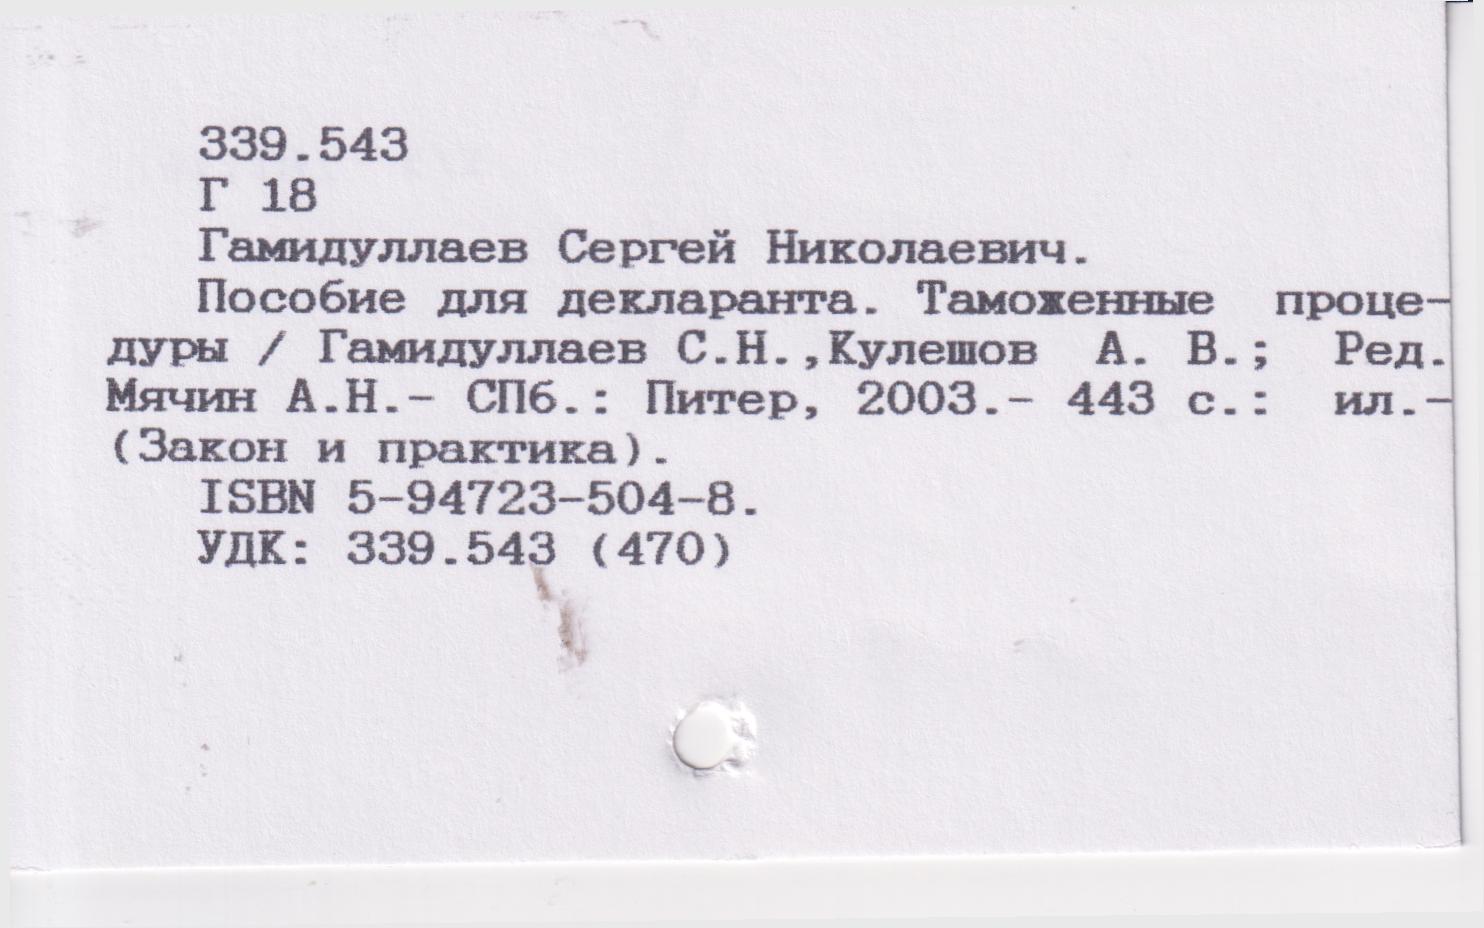 339.543
Г 18
Гамидуллаев Сергей Николаевич.
Пособие для декларанта. Таможенные проце-
дуры / Гамидуллаев С.Н.,Кулешов А. В.; Ред.
Мячин А.Н.- СПб.: Питер, 2003.- 443 с.: ил.-
(Закон и практика).
ISBN 5-94723-504-8.
УДК: 339.543 (470)